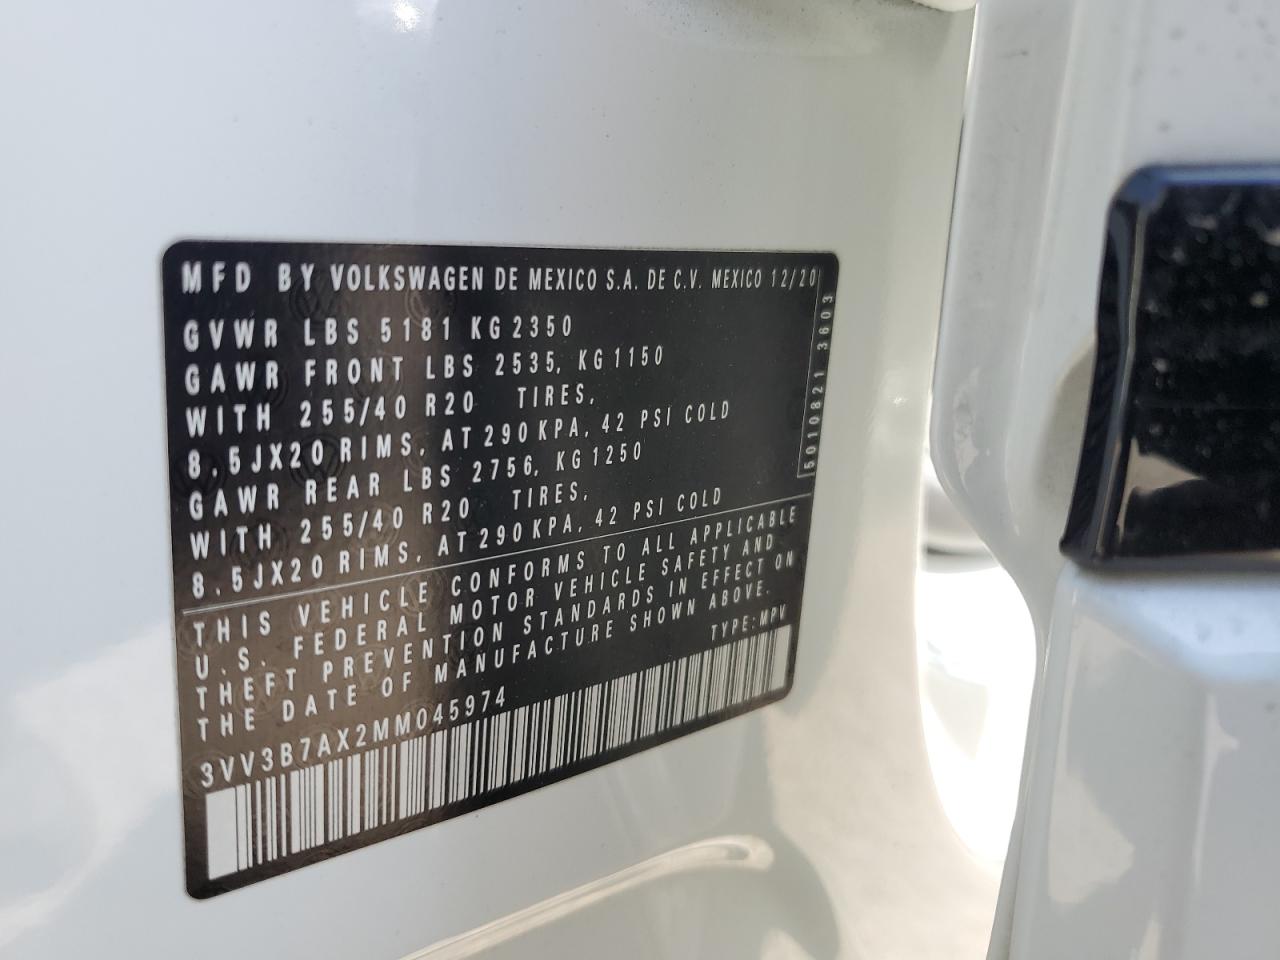 MFD BY VOLKSWAGEN DE MEXICO S.A. DE C.V. MEXICO 12/20
GVWR LBS 5181 KG 2350
GAWR FRONT LBS 2535, KG 1150
WITH 255/40 R20 TIRES,
8,5JX20 RIMS, AT 290 KPA, 42 PSI COLD
GAWR REAR LBS 2756, KG 1250
WITH 255/40 R20 TIRES,
8,5JX20 RIMS, AT 290 KPA, 42 PSI COLD
5010821 3603
THIS VEHICLE CONFORMS TO ALL APPLICABLE
U.S. FEDERAL MOTOR VEHICLE SAFETY AND
THEFT PREVENTION STANDARDS IN EFFECT ON
THE DATE OF MANUFACTURE SHOWN ABOVE.
TYPE: MPV
3VV3B7AX2MM045974